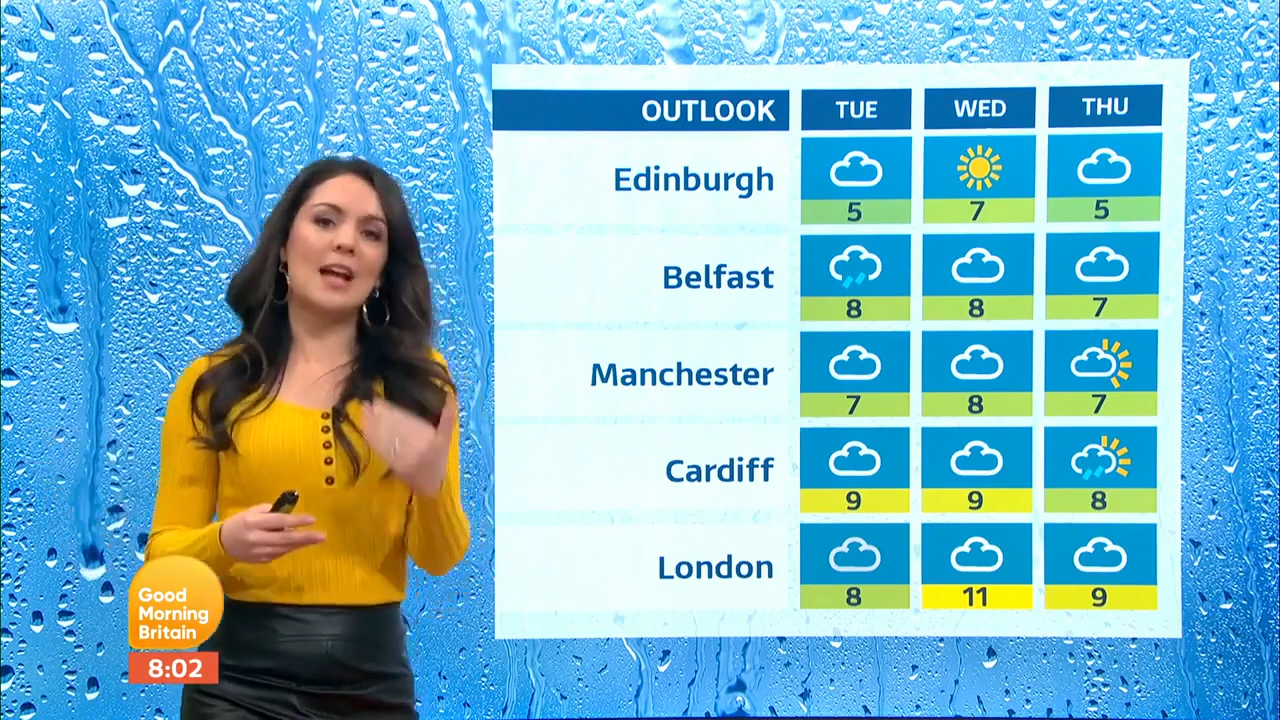 OUTLOOK TUE WED THU
Edinburgh 5 7 5
Belfast 8 8 7
Manchester 7 8 7
Cardiff 9 9 8
London 8 11 9
Good
Morning
Britain
8:02